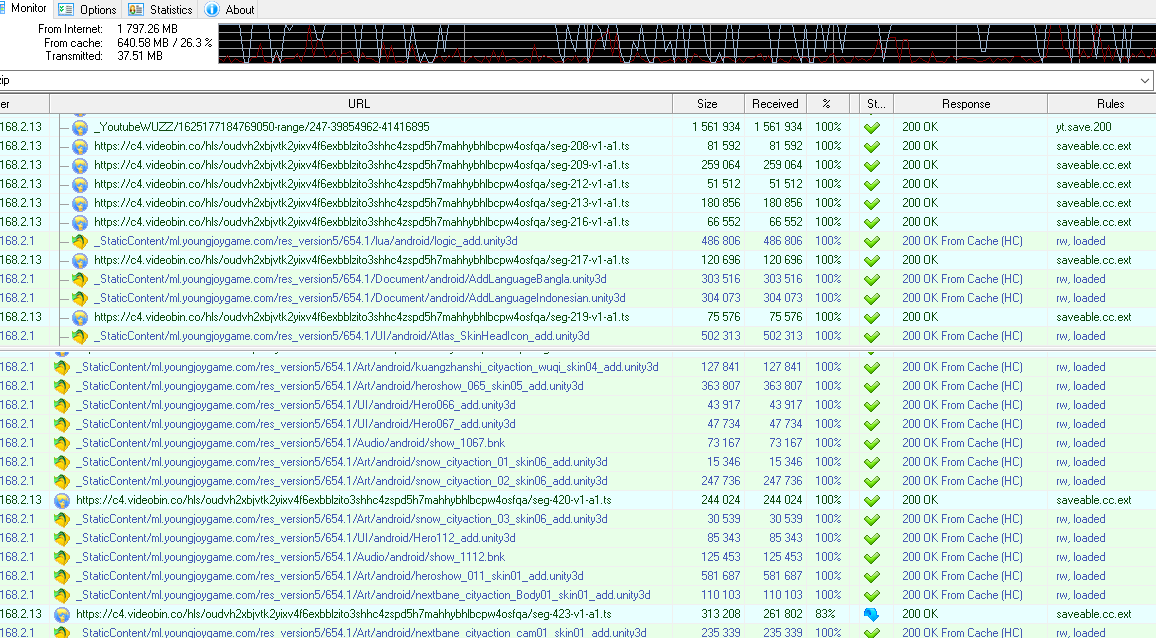 Monitor Options Statistics About
From Internet: 1 797.26 MB
From cache: 640.58 MB / 26.3 %
Transmitted: 37.51 MB
zip
er URL Size Received % St... Response Rules
168.2.13 _YoutubeWUZZ/1625177184769050-range/247-39854962-41416895 1 561 934 1 561 934 100% 200 OK yt.save.200
168.2.13 https://c4.videobin.co/hls/oudvh2xbjvtk2yixv4f6exbblzito3shhc4zspd5h7mahhybhlbcpw4osfqa/seg-208-v1-a1.ts 81 592 81 592 100% 200 OK saveable.cc.ext
168.2.13 https://c4.videobin.co/hls/oudvh2xbjvtk2yixv4f6exbblzito3shhc4zspd5h7mahhybhlbcpw4osfqa/seg-209-v1-a1.ts 259 064 259 064 100% 200 OK saveable.cc.ext
168.2.13 https://c4.videobin.co/hls/oudvh2xbjvtk2yixv4f6exbblzito3shhc4zspd5h7mahhybhlbcpw4osfqa/seg-212-v1-a1.ts 51 512 51 512 100% 200 OK saveable.cc.ext
168.2.13 https://c4.videobin.co/hls/oudvh2xbjvtk2yixv4f6exbblzito3shhc4zspd5h7mahhybhlbcpw4osfqa/seg-213-v1-a1.ts 180 856 180 856 100% 200 OK saveable.cc.ext
168.2.13 https://c4.videobin.co/hls/oudvh2xbjvtk2yixv4f6exbblzito3shhc4zspd5h7mahhybhlbcpw4osfqa/seg-216-v1-a1.ts 66 552 66 552 100% 200 OK saveable.cc.ext
168.2.1 _StaticContent/ml.youngjoygame.com/res_version5/654.1/lua/android/logic_add.unity3d 486 806 486 806 100% 200 OK From Cache (HC) rw, loaded
168.2.13 https://c4.videobin.co/hls/oudvh2xbjvtk2yixv4f6exbblzito3shhc4zspd5h7mahhybhlbcpw4osfqa/seg-217-v1-a1.ts 120 696 120 696 100% 200 OK saveable.cc.ext
168.2.1 _StaticContent/ml.youngjoygame.com/res_version5/654.1/Document/android/AddLanguageBangla.unity3d 303 516 303 516 100% 200 OK From Cache (HC) rw, loaded
168.2.1 _StaticContent/ml.youngjoygame.com/res_version5/654.1/Document/android/AddLanguageIndonesian.unity3d 304 073 304 073 100% 200 OK From Cache (HC) rw, loaded
168.2.13 https://c4.videobin.co/hls/oudvh2xbjvtk2yixv4f6exbblzito3shhc4zspd5h7mahhybhlbcpw4osfqa/seg-219-v1-a1.ts 75 576 75 576 100% 200 OK saveable.cc.ext
168.2.1 _StaticContent/ml.youngjoygame.com/res_version5/654.1/UI/android/Atlas_SkinHeadIcon_add.unity3d 502 313 502 313 100% 200 OK From Cache (HC) rw, loaded
168.2.1 _StaticContent/ml.youngjoygame.com/res_version5/654.1/Art/android/kuangzhanshi_cityaction_wuqi_skin04_add.unity3d 127 841 127 841 100% 200 OK From Cache (HC) rw, loaded
168.2.1 _StaticContent/ml.youngjoygame.com/res_version5/654.1/Art/android/heroshow_065_skin05_add.unity3d 363 807 363 807 100% 200 OK From Cache (HC) rw, loaded
168.2.1 _StaticContent/ml.youngjoygame.com/res_version5/654.1/UI/android/Hero066_add.unity3d 43 917 43 917 100% 200 OK From Cache (HC) rw, loaded
168.2.1 _StaticContent/ml.youngjoygame.com/res_version5/654.1/UI/android/Hero067_add.unity3d 47 734 47 734 100% 200 OK From Cache (HC) rw, loaded
168.2.1 _StaticContent/ml.youngjoygame.com/res_version5/654.1/Audio/android/show_1067.bnk 73 167 73 167 100% 200 OK From Cache (HC) rw, loaded
168.2.1 _StaticContent/ml.youngjoygame.com/res_version5/654.1/Art/android/snow_cityaction_01_skin06_add.unity3d 15 346 15 346 100% 200 OK From Cache (HC) rw, loaded
168.2.1 _StaticContent/ml.youngjoygame.com/res_version5/654.1/Art/android/snow_cityaction_02_skin06_add.unity3d 247 736 247 736 100% 200 OK From Cache (HC) rw, loaded
168.2.13 https://c4.videobin.co/hls/oudvh2xbjvtk2yixv4f6exbblzito3shhc4zspd5h7mahhybhlbcpw4osfqa/seg-420-v1-a1.ts 244 024 244 024 100% 200 OK saveable.cc.ext
168.2.1 _StaticContent/ml.youngjoygame.com/res_version5/654.1/Art/android/snow_cityaction_03_skin06_add.unity3d 30 539 30 539 100% 200 OK From Cache (HC) rw, loaded
168.2.1 _StaticContent/ml.youngjoygame.com/res_version5/654.1/UI/android/Hero112_add.unity3d 85 343 85 343 100% 200 OK From Cache (HC) rw, loaded
168.2.1 _StaticContent/ml.youngjoygame.com/res_version5/654.1/Audio/android/show_1112.bnk 125 453 125 453 100% 200 OK From Cache (HC) rw, loaded
168.2.1 _StaticContent/ml.youngjoygame.com/res_version5/654.1/Art/android/heroshow_011_skin01_add.unity3d 581 687 581 687 100% 200 OK From Cache (HC) rw, loaded
168.2.1 _StaticContent/ml.youngjoygame.com/res_version5/654.1/Art/android/nextbane_cityaction_Body01_skin01_add.unity3d 110 103 110 103 100% 200 OK From Cache (HC) rw, loaded
168.2.13 https://c4.videobin.co/hls/oudvh2xbjvtk2yixv4f6exbblzito3shhc4zspd5h7mahhybhlbcpw4osfqa/seg-423-v1-a1.ts 313 208 261 802 83% 200 OK saveable.cc.ext
168.2.1 _StaticContent/ml.youngjoygame.com/res_version5/654.1/Art/android/nextbane_cityaction_cam01_skin01_add.unity3d 235 339 235 339 100% 200 OK From Cache (HC) rw, loaded